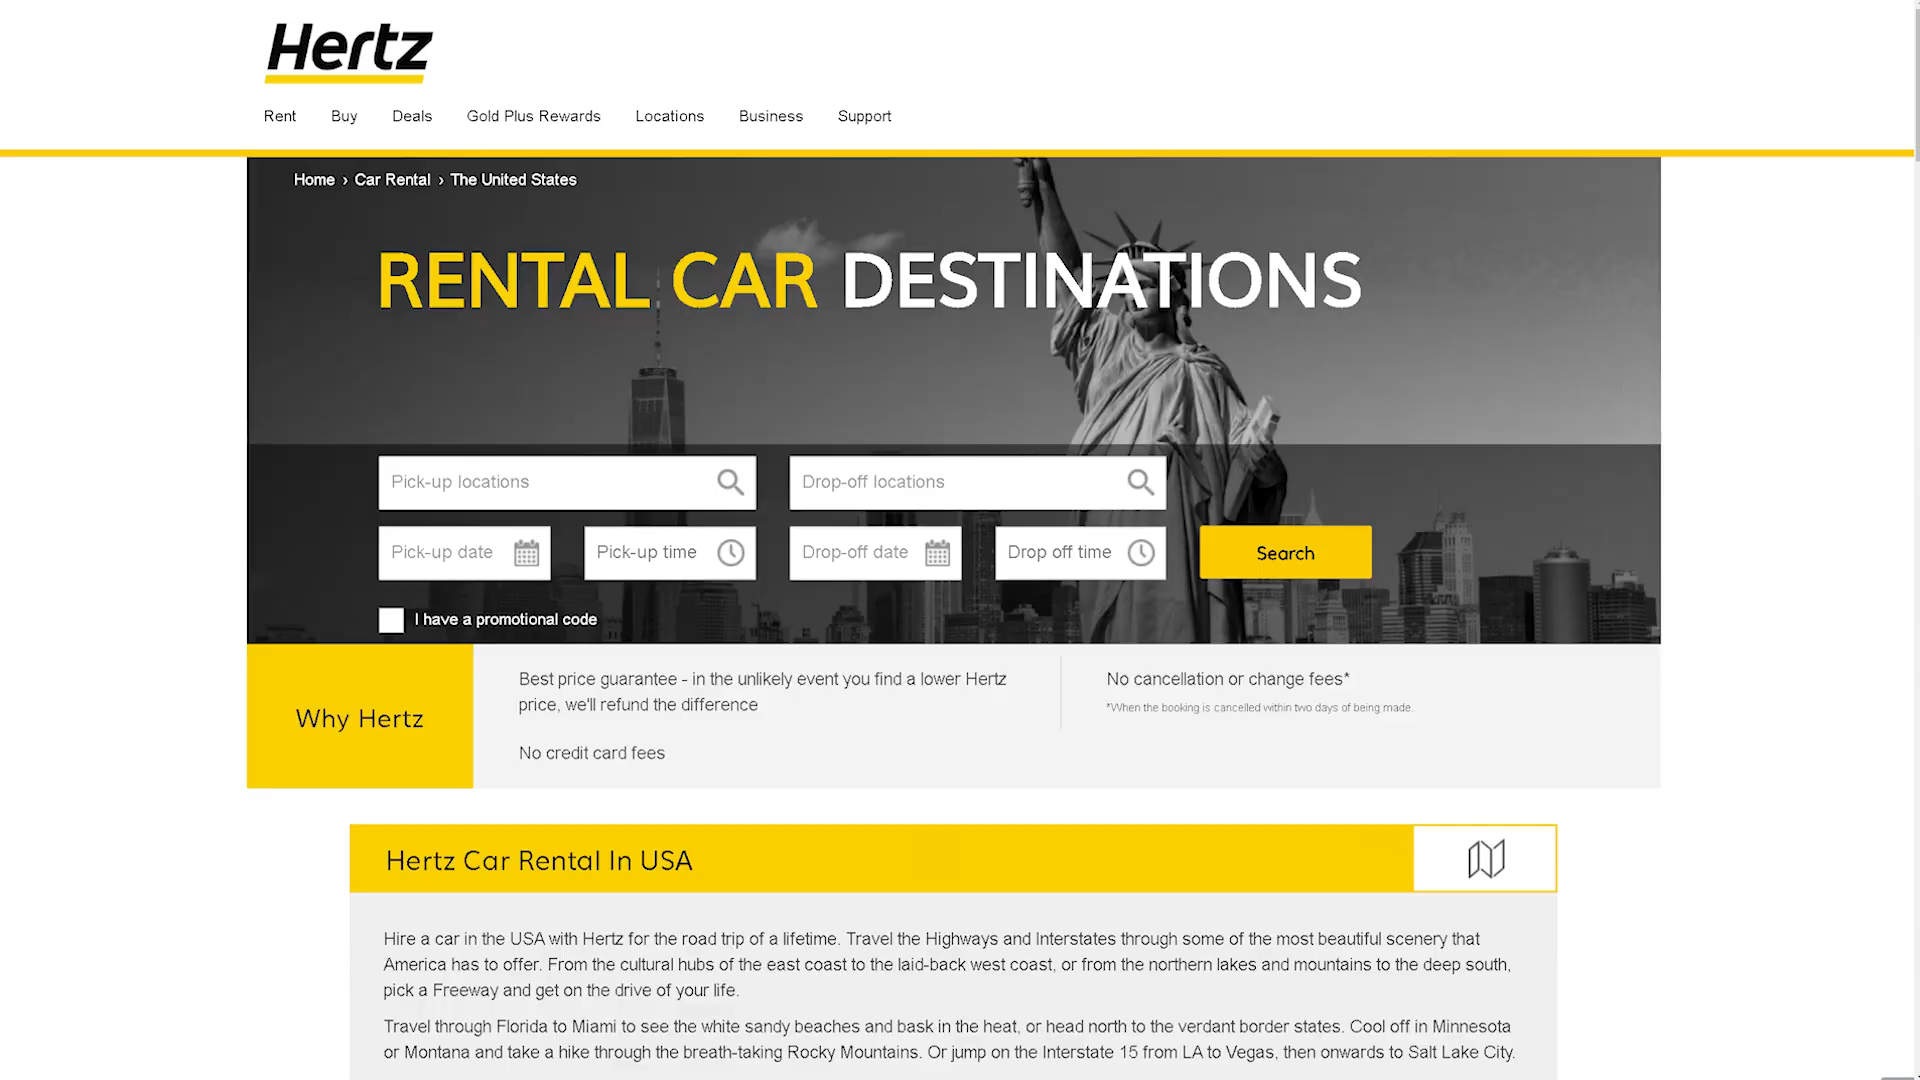 Hertz
Rent Buy Deals Gold Plus Rewards Locations Business Support
Home › Car Rental › The United States
RENTAL CAR DESTINATIONS
Pick-up locations Drop-off locations
Pick-up date Pick-up time Drop-off date Drop off time Search
I have a promotional code
Why Hertz
Best price guarantee - in the unlikely event you find a lower Hertz
price, we'll refund the difference
No credit card fees
No cancellation or change fees*
*When the booking is cancelled within two days of being made.
Hertz Car Rental In USA
Hire a car in the USA with Hertz for the road trip of a lifetime. Travel the Highways and Interstates through some of the most beautiful scenery that
America has to offer. From the cultural hubs of the east coast to the laid-back west coast, or from the northern lakes and mountains to the deep south,
pick a Freeway and get on the drive of your life.
Travel through Florida to Miami to see the white sandy beaches and bask in the heat, or head north to the verdant border states. Cool off in Minnesota
or Montana and take a hike through the breath-taking Rocky Mountains. Or jump on the Interstate 15 from LA to Vegas, then onwards to Salt Lake City.